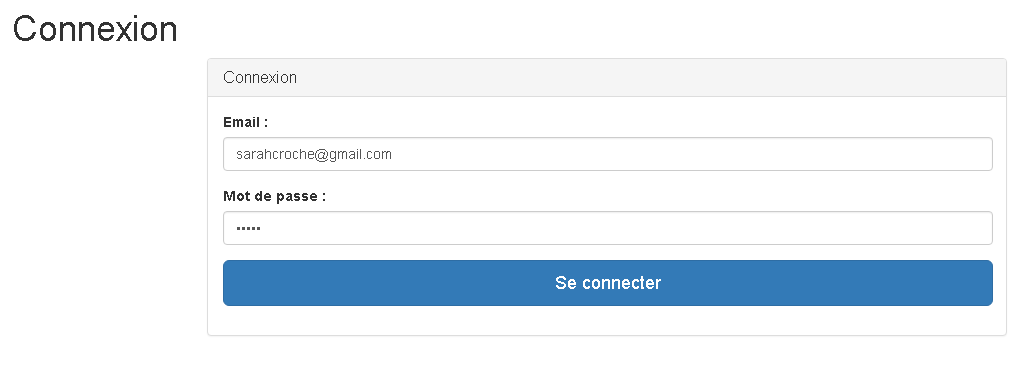 Connexion
Connexion
Email :
sarahcroche@gmail.com
Mot de passe :
•••••
Se connecter